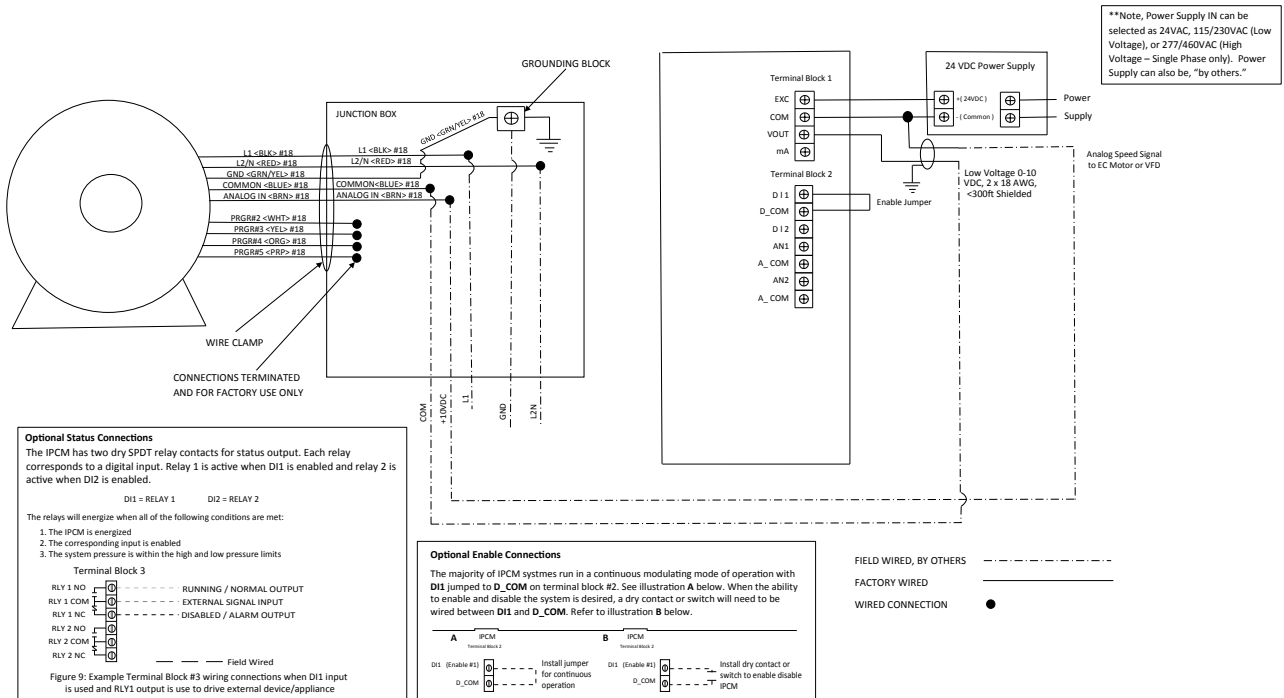 **Note, Power Supply IN can be
selected as 24VAC, 115/230VAC (Low
Voltage), or 277/460VAC (High
Voltage – Single Phase only). Power
Supply can also be, “by others.”
GROUNDING BLOCK
JUNCTION BOX
GND <GRN/YEL> #18
L1 <BLK> #18
L2/N <RED> #18
GND <GRN/YEL> #18
COMMON <BLUE> #18
ANALOG IN <BRN> #18
L1 <BLK> #18
L2/N <RED> #18
COMMON<BLUE> #18
ANALOG IN <BRN> #18
PRGR#2 <WHT> #18
PRGR#3 <YEL> #18
PRGR#4 <ORG> #18
PRGR#5 <PRP> #18
WIRE CLAMP
CONNECTIONS TERMINATED
AND FOR FACTORY USE ONLY
COM
+10VDC
L1
GND
L2N
Terminal Block 1
EXC
COM
VOUT
mA
Terminal Block 2
D I 1
D_COM
D I 2
AN1
A_ COM
AN2
A_ COM
Enable Jumper
24 VDC Power Supply
+( 24VDC )
- ( Common )
Power
Supply
Analog Speed Signal
to EC Motor or VFD
Low Voltage 0-10
VDC, 2 x 18 AWG,
<300ft Shielded
Optional Status Connections
The IPCM has two dry SPDT relay contacts for status output. Each relay
corresponds to a digital input. Relay 1 is active when DI1 is enabled and relay 2 is
active when DI2 is enabled.
DI1 = RELAY 1 DI2 = RELAY 2
The relays will energize when all of the following conditions are met:
1. The IPCM is energized
2. The corresponding input is enabled
3. The system pressure is within the high and low pressure limits
Terminal Block 3
RLY 1 NO
RLY 1 COM
RLY 1 NC
RLY 2 NO
RLY 2 COM
RLY 2 NC
RUNNING / NORMAL OUTPUT
EXTERNAL SIGNAL INPUT
DISABLED / ALARM OUTPUT
Field Wired
Figure 9: Example Terminal Block #3 wiring connections when DI1 input
is used and RLY1 output is use to drive external device/appliance
Optional Enable Connections
The majority of IPCM systmes run in a continuous modulating mode of operation with
DI1 jumped to D_COM on terminal block #2. See illustration A below. When the ability
to enable and disable the system is desired, a dry contact or switch will need to be
wired between DI1 and D_COM. Refer to illustration B below.
A IPCM
Terminal Block 2
DI1 (Enable #1)
D_COM
Install jumper
for continuous
operation
B IPCM
Terminal Block 2
DI1 (Enable #1)
D_COM
Install dry contact or
switch to enable disable
IPCM
FIELD WIRED, BY OTHERS
FACTORY WIRED
WIRED CONNECTION